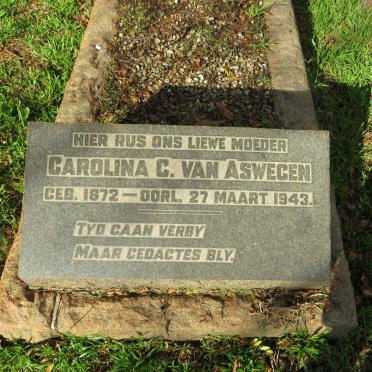 HIER RUS ONS LIEWE MOEDER
CAROLINA C. VAN ASWEGEN
GEB. 1872 — OORL. 27 MAART 1943.
TYD GAAN VERBY
MAAR GEDAGTES BLY.